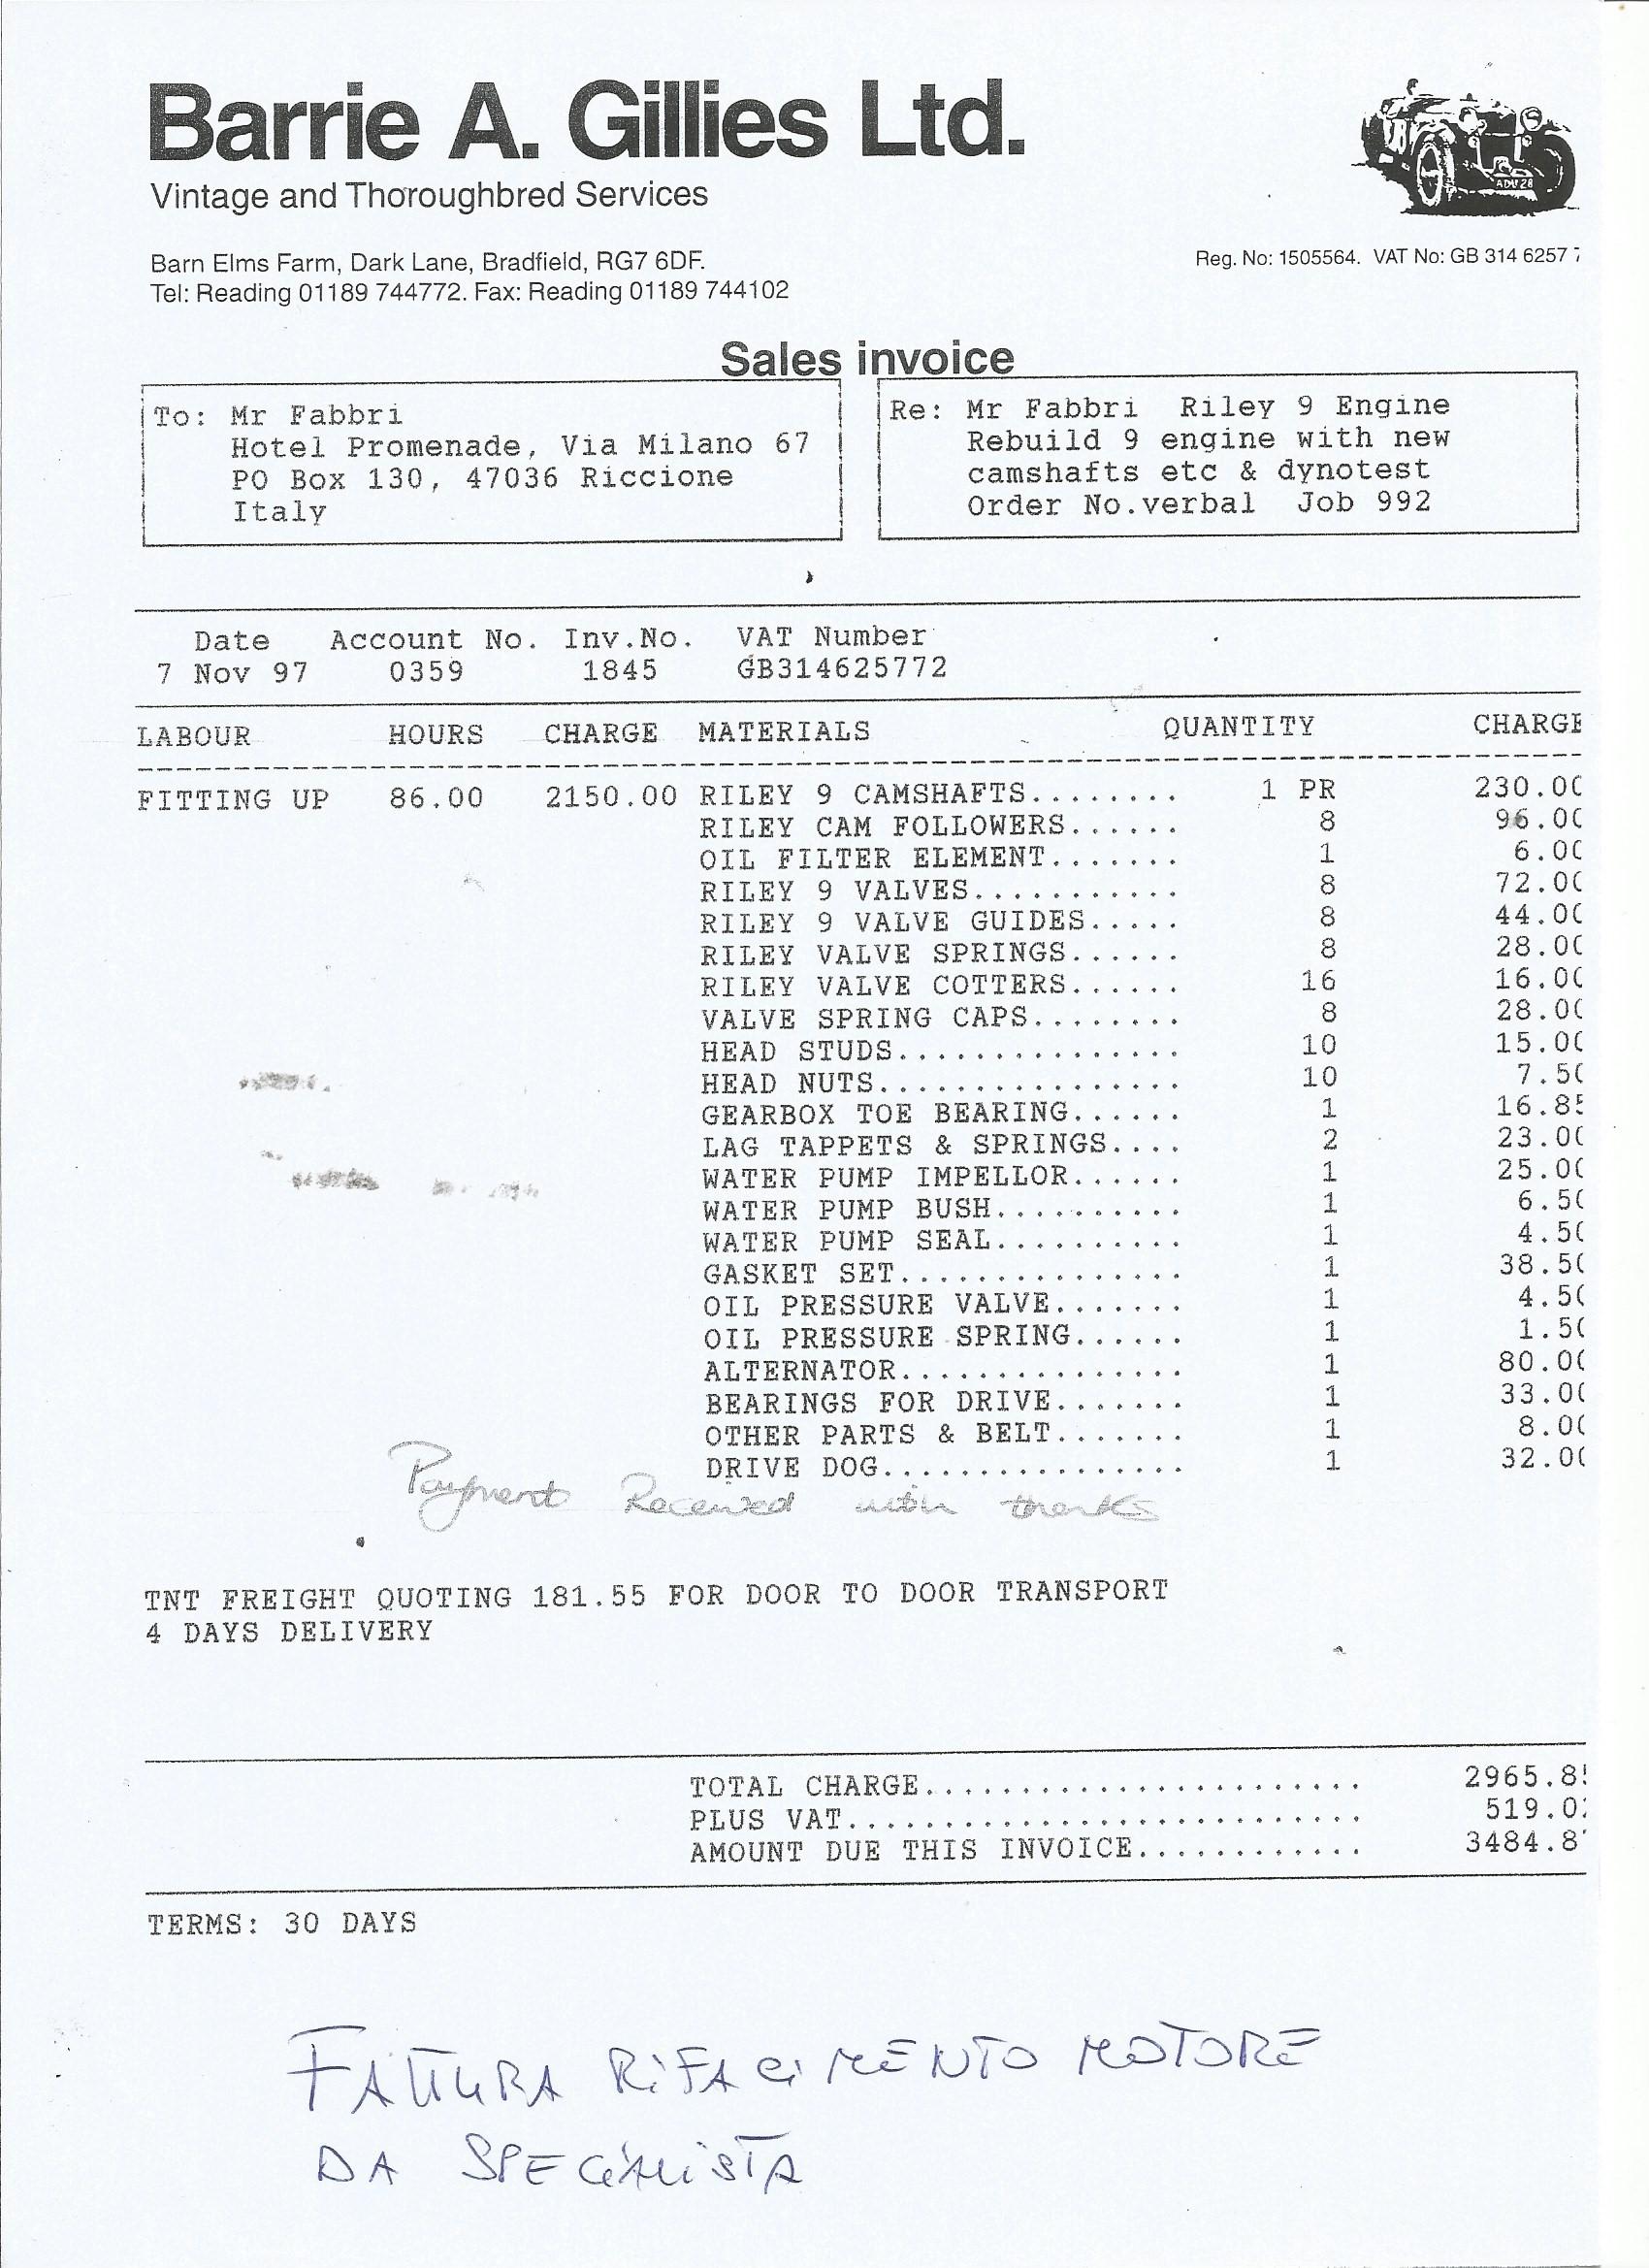 Barrie A. Gillies Ltd.
Vintage and Thoroughbred Services
ADU 28
Barn Elms Farm, Dark Lane, Bradfield, RG7 6DF.
Tel: Reading 01189 744772. Fax: Reading 01189 744102
Reg. No: 1505564. VAT No: GB 314 6257 7
Sales invoice
To: Mr Fabbri
Hotel Promenade, Via Milano 67
PO Box 130, 47036 Riccione
Italy
Re: Mr Fabbri Riley 9 Engine
Rebuild 9 engine with new
camshafts etc & dynotest
Order No.verbal Job 992
Date Account No. Inv.No. VAT Number
7 Nov 97 0359 1845 GB314625772
LABOUR HOURS CHARGE MATERIALS QUANTITY CHARGE
FITTING UP 86.00 2150.00 RILEY 9 CAMSHAFTS........ 1 PR 230.00
RILEY CAM FOLLOWERS...... 8 96.00
OIL FILTER ELEMENT....... 1 6.00
RILEY 9 VALVES........... 8 72.00
RILEY 9 VALVE GUIDES..... 8 44.00
RILEY VALVE SPRINGS...... 8 28.00
RILEY VALVE COTTERS...... 16 16.00
VALVE SPRING CAPS........ 8 28.00
HEAD STUDS............... 10 15.00
HEAD NUTS................ 10 7.50
GEARBOX TOE BEARING...... 1 16.85
LAG TAPPETS & SPRINGS.... 2 23.00
WATER PUMP IMPELLOR...... 1 25.00
WATER PUMP BUSH.......... 1 6.50
WATER PUMP SEAL.......... 1 4.50
GASKET SET............... 1 38.50
OIL PRESSURE VALVE....... 1 4.50
OIL PRESSURE SPRING...... 1 1.50
ALTERNATOR............... 1 80.00
BEARINGS FOR DRIVE....... 1 33.00
OTHER PARTS & BELT....... 1 8.00
DRIVE DOG................ 1 32.00
Payment Received with thanks
TNT FREIGHT QUOTING 181.55 FOR DOOR TO DOOR TRANSPORT
4 DAYS DELIVERY
TOTAL CHARGE....................... 2965.85
PLUS VAT........................... 519.02
AMOUNT DUE THIS INVOICE............ 3484.87
TERMS: 30 DAYS
FATTURA RIFACIMENTO MOTORE
DA SPECIALISTA